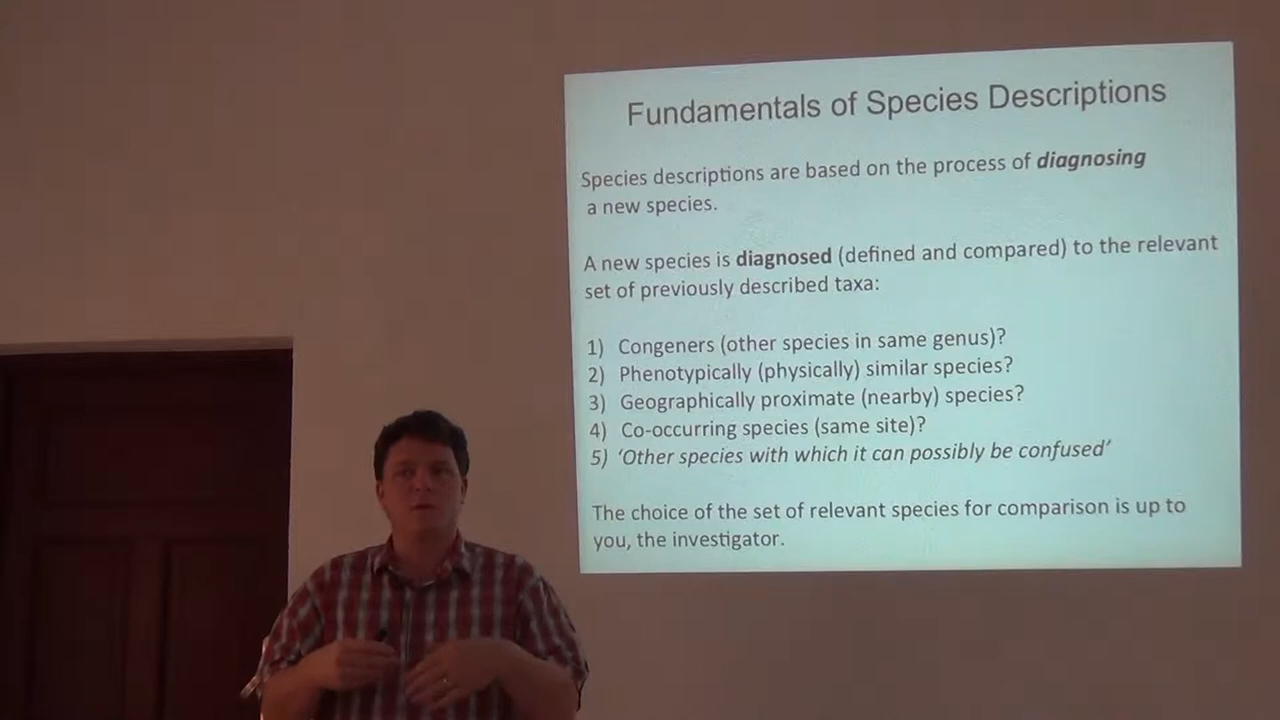 Fundamentals of Species Descriptions
Species descriptions are based on the process of diagnosing
a new species.
A new species is diagnosed (defined and compared) to the relevant
set of previously described taxa:
1) Congeners (other species in same genus)?
2) Phenotypically (physically) similar species?
3) Geographically proximate (nearby) species?
4) Co-occurring species (same site)?
5) ‘Other species with which it can possibly be confused’
The choice of the set of relevant species for comparison is up to
you, the investigator.